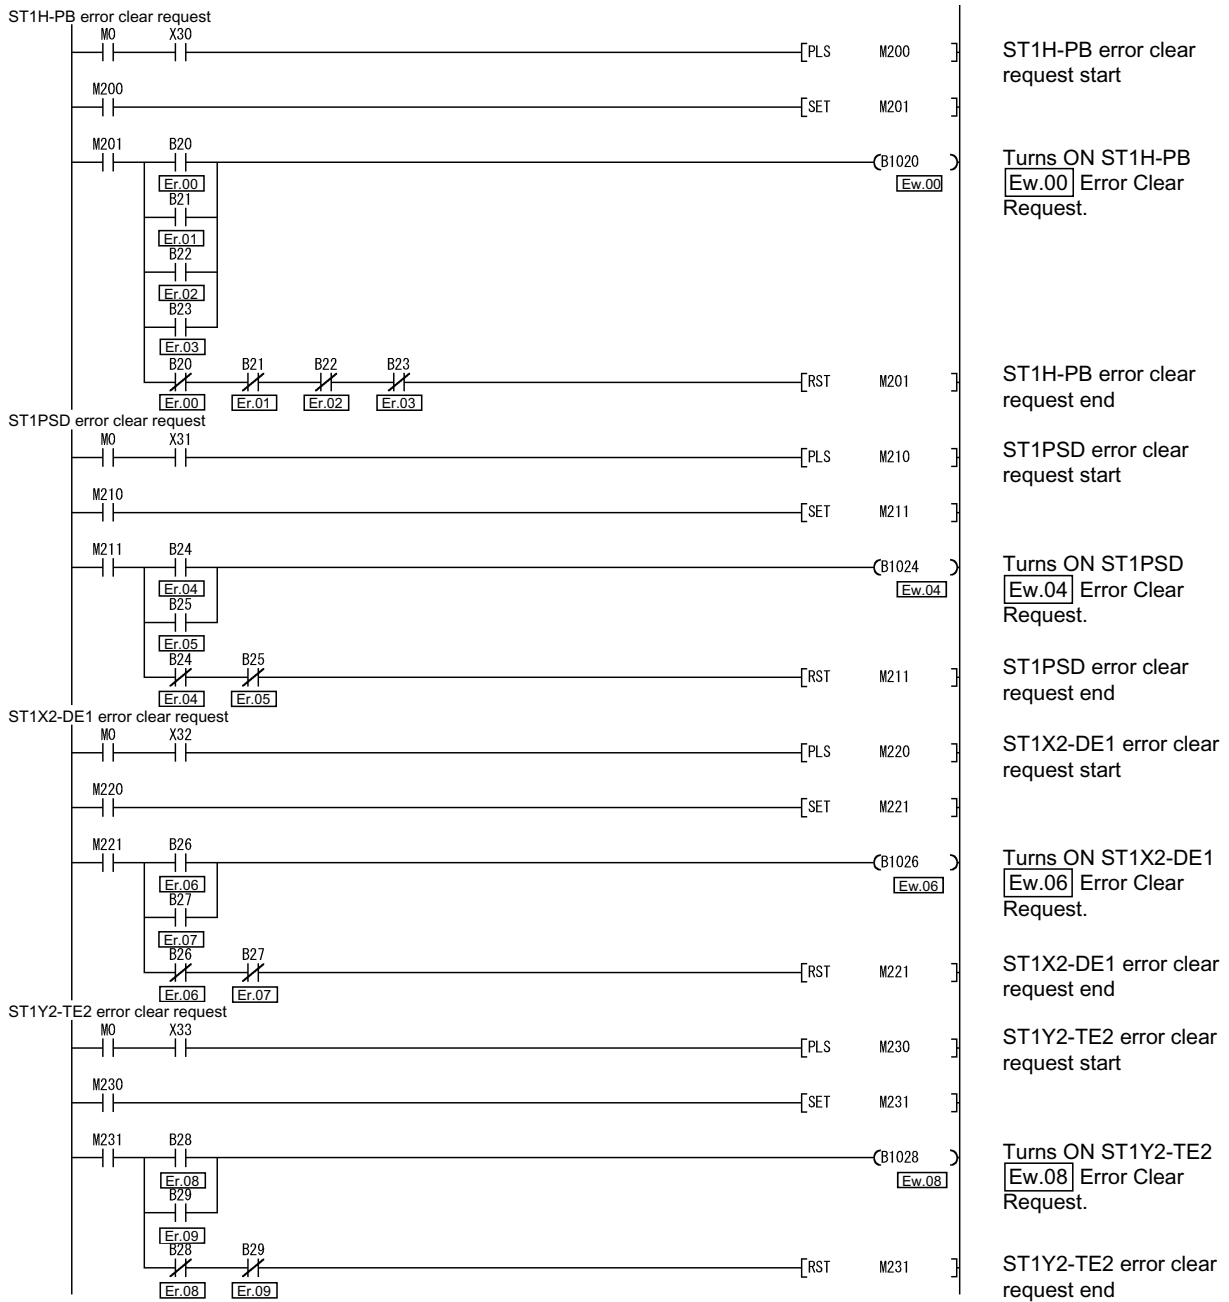 ST1H-PB error clear request
M0 X30
PLS M200
ST1H-PB error clear
request start
M200
SET M201
M201 B20
B1020
Er.00
Ew.00
Turns ON ST1H-PB
Ew.00 Error Clear
Request.
B21
Er.01
B22
Er.02
B23
Er.03
B20 B21 B22 B23
RST M201
Er.00 Er.01 Er.02 Er.03
ST1H-PB error clear
request end
ST1PSD error clear request
M0 X31
PLS M210
ST1PSD error clear
request start
M210
SET M211
M211 B24
B1024
Er.04
Ew.04
Turns ON ST1PSD
Ew.04 Error Clear
Request.
B25
Er.05
B24 B25
RST M211
Er.04 Er.05
ST1PSD error clear
request end
ST1X2-DE1 error clear request
M0 X32
PLS M220
ST1X2-DE1 error clear
request start
M220
SET M221
M221 B26
B1026
Er.06
Ew.06
Turns ON ST1X2-DE1
Ew.06 Error Clear
Request.
B27
Er.07
B26 B27
RST M221
Er.06 Er.07
ST1X2-DE1 error clear
request end
ST1Y2-TE2 error clear request
M0 X33
PLS M230
ST1Y2-TE2 error clear
request start
M230
SET M231
M231 B28
B1028
Er.08
Ew.08
Turns ON ST1Y2-TE2
Ew.08 Error Clear
Request.
B29
Er.09
B28 B29
RST M231
Er.08 Er.09
ST1Y2-TE2 error clear
request end